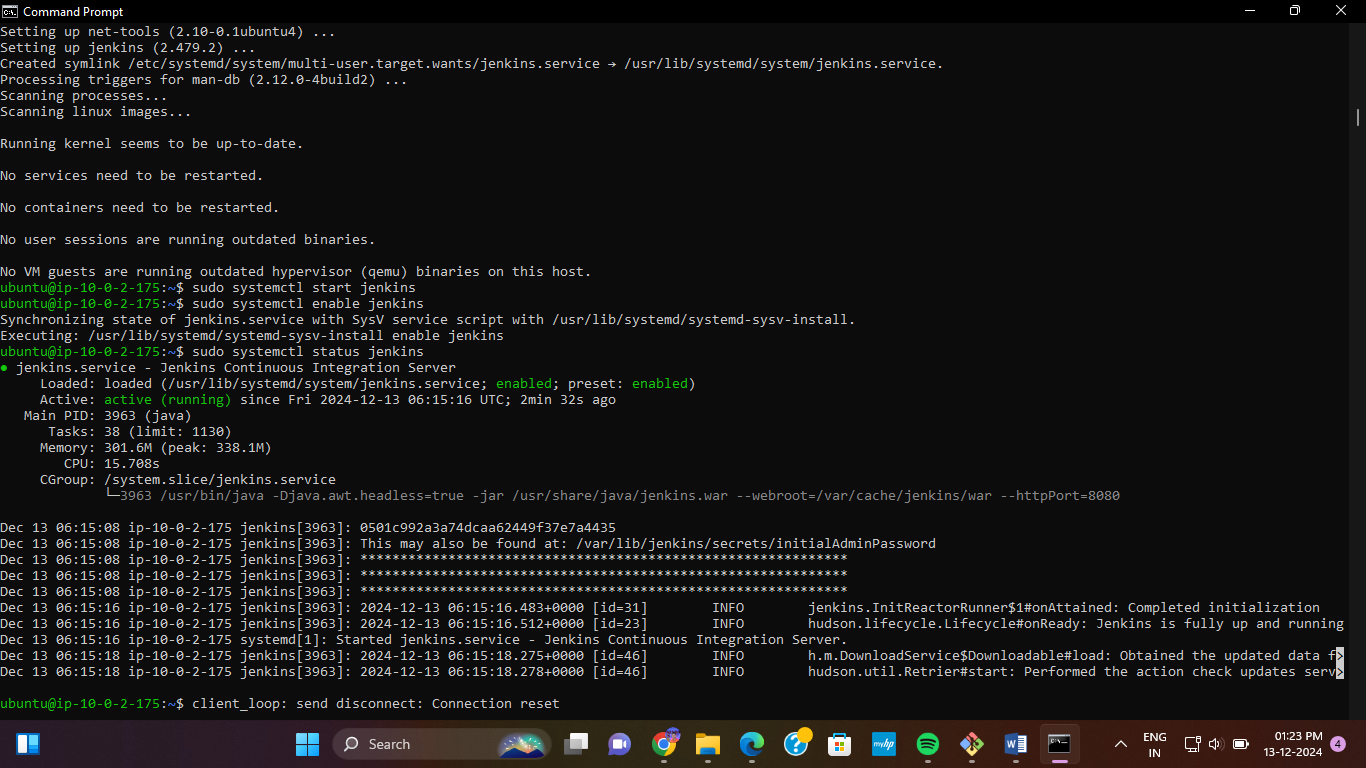 Command Prompt
Setting up net-tools (2.10-0.1ubuntu4) ...
Setting up jenkins (2.479.2) ...
Created symlink /etc/systemd/system/multi-user.target.wants/jenkins.service → /usr/lib/systemd/system/jenkins.service.
Processing triggers for man-db (2.12.0-4build2) ...
Scanning processes...
Scanning linux images...
Running kernel seems to be up-to-date.
No services need to be restarted.
No containers need to be restarted.
No user sessions are running outdated binaries.
No VM guests are running outdated hypervisor (qemu) binaries on this host.
ubuntu@ip-10-0-2-175:~$ sudo systemctl start jenkins
ubuntu@ip-10-0-2-175:~$ sudo systemctl enable jenkins
Synchronizing state of jenkins.service with SysV service script with /usr/lib/systemd/systemd-sysv-install.
Executing: /usr/lib/systemd/systemd-sysv-install enable jenkins
ubuntu@ip-10-0-2-175:~$ sudo systemctl status jenkins
● jenkins.service - Jenkins Continuous Integration Server
Loaded: loaded (/usr/lib/systemd/system/jenkins.service; enabled; preset: enabled)
Active: active (running) since Fri 2024-12-13 06:15:16 UTC; 2min 32s ago
Main PID: 3963 (java)
Tasks: 38 (limit: 1130)
Memory: 301.6M (peak: 338.1M)
CPU: 15.708s
CGroup: /system.slice/jenkins.service
└─3963 /usr/bin/java -Djava.awt.headless=true -jar /usr/share/java/jenkins.war --webroot=/var/cache/jenkins/war --httpPort=8080
Dec 13 06:15:08 ip-10-0-2-175 jenkins[3963]: 0501c992a3a74dcaa62449f37e7a4435
Dec 13 06:15:08 ip-10-0-2-175 jenkins[3963]: This may also be found at: /var/lib/jenkins/secrets/initialAdminPassword
Dec 13 06:15:08 ip-10-0-2-175 jenkins[3963]: *************************************************************
Dec 13 06:15:08 ip-10-0-2-175 jenkins[3963]: *************************************************************
Dec 13 06:15:08 ip-10-0-2-175 jenkins[3963]: *************************************************************
Dec 13 06:15:16 ip-10-0-2-175 jenkins[3963]: 2024-12-13 06:15:16.483+0000 [id=31] INFO jenkins.InitReactorRunner$1#onAttained: Completed initialization
Dec 13 06:15:16 ip-10-0-2-175 jenkins[3963]: 2024-12-13 06:15:16.512+0000 [id=23] INFO hudson.lifecycle.Lifecycle#onReady: Jenkins is fully up and running
Dec 13 06:15:16 ip-10-0-2-175 systemd[1]: Started jenkins.service - Jenkins Continuous Integration Server.
Dec 13 06:15:18 ip-10-0-2-175 jenkins[3963]: 2024-12-13 06:15:18.275+0000 [id=46] INFO h.m.DownloadService$Downloadable#load: Obtained the updated data f>
Dec 13 06:15:18 ip-10-0-2-175 jenkins[3963]: 2024-12-13 06:15:18.278+0000 [id=46] INFO hudson.util.Retrier#start: Performed the action check updates serv>
ubuntu@ip-10-0-2-175:~$ client_loop: send disconnect: Connection reset
Search
myhp
ENG
IN
01:23 PM
13-12-2024
4